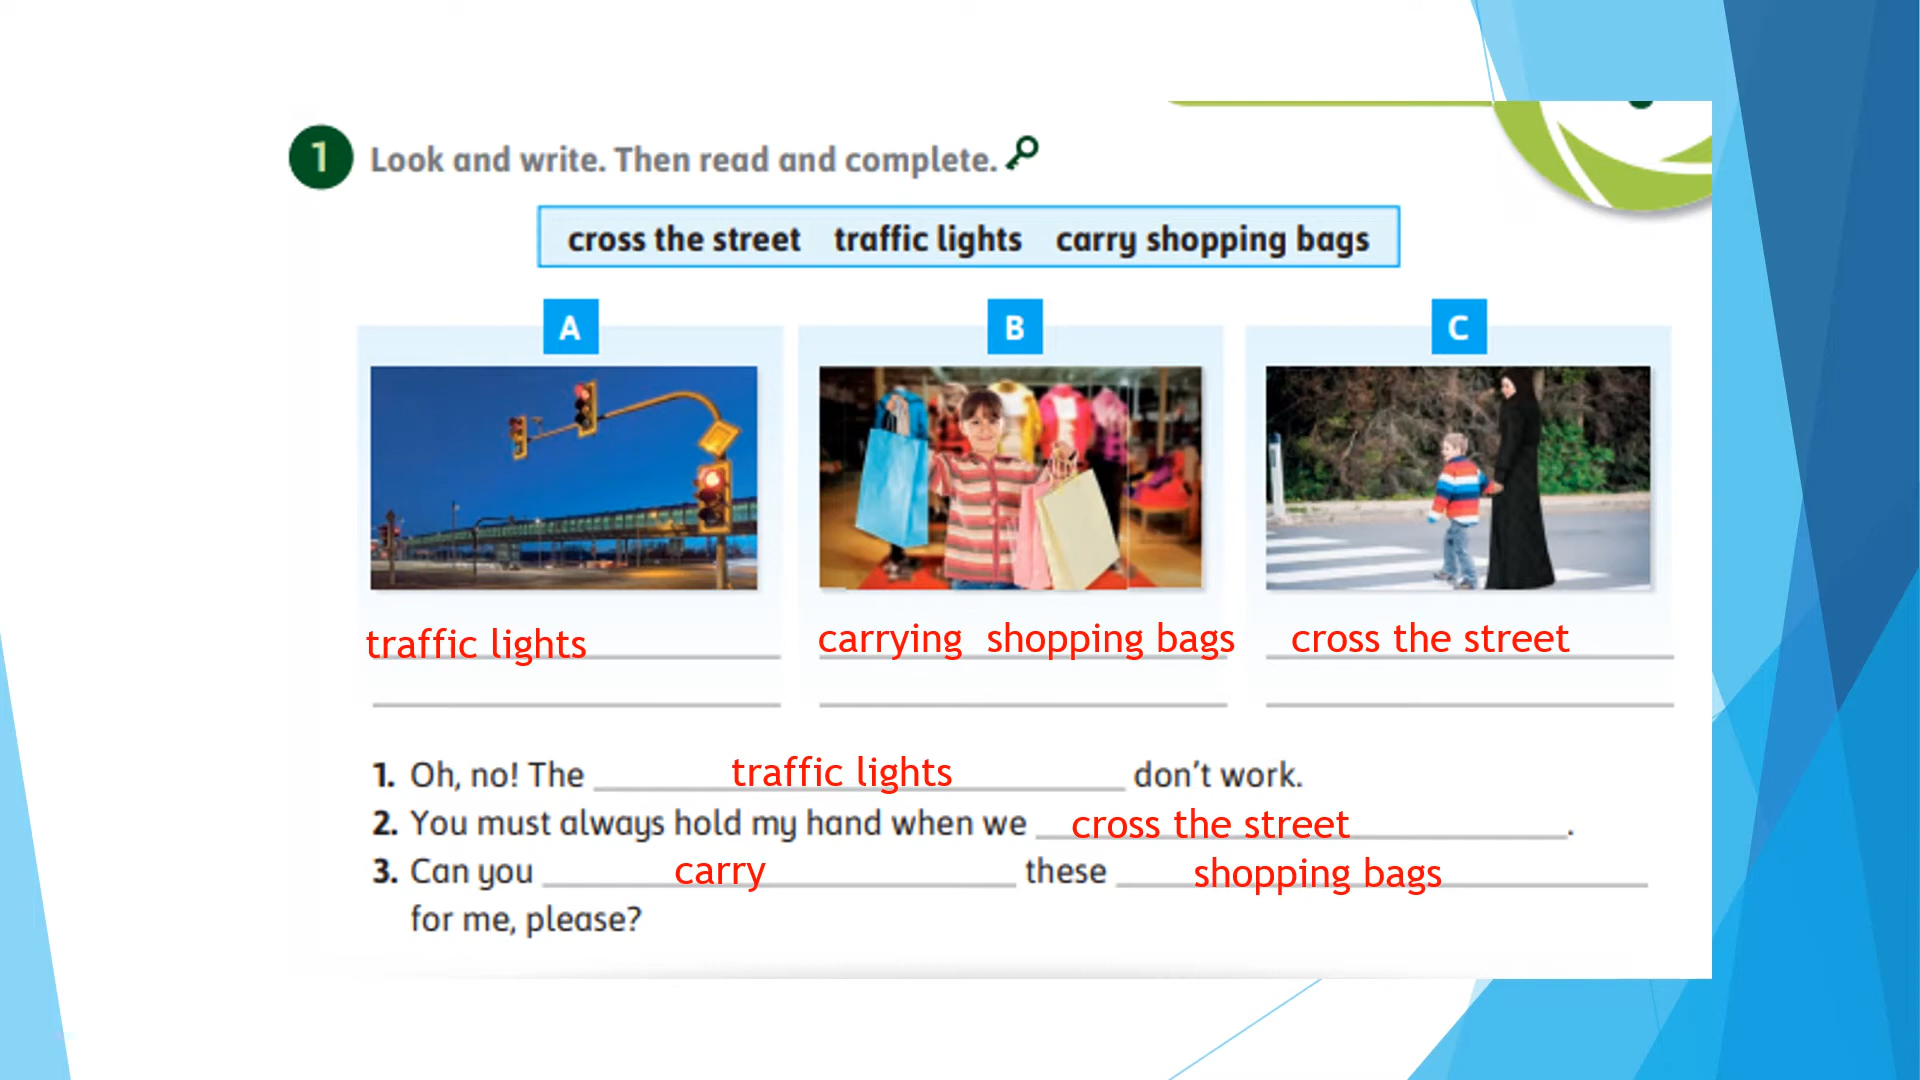 1 Look and write. Then read and complete.
cross the street traffic lights carry shopping bags
A
B
C
traffic lights
carrying shopping bags
cross the street
1. Oh, no! The traffic lights don't work.
2. You must always hold my hand when we cross the street.
3. Can you carry these shopping bags
for me, please?